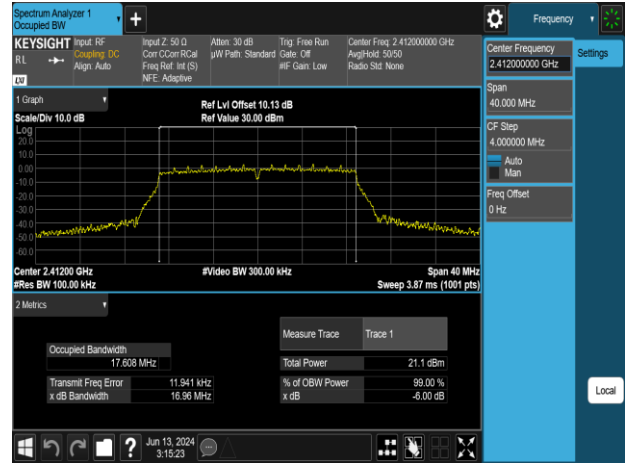 Spectrum Analyzer 1
Occupied BW
Frequency
KEYSIGHT
RL
LXI
Input: RF
Coupling: DC
Align: Auto
Input Z: 50 Ω
Corr CCorr RCal
Freq Ref: Int (S)
NFE: Adaptive
Atten: 30 dB
µW Path: Standard
Trig: Free Run
Gate: Off
#IF Gain: Low
Center Freq: 2.412000000 GHz
Avg|Hold: 50/50
Radio Std: None
Center Frequency
2.412000000 GHz
Settings
Span
40.000 MHz
CF Step
4.000000 MHz
Auto
Man
Freq Offset
0 Hz
Local
1 Graph
Scale/Div 10.0 dB
Ref Lvl Offset 10.13 dB
Ref Value 30.00 dBm
Log
20.0
10.0
0.00
-10.0
-20.0
-30.0
-40.0
-50.0
-60.0
Center 2.41200 GHz
#Res BW 100.00 kHz
#Video BW 300.00 kHz
Span 40 MHz
Sweep 3.87 ms (1001 pts)
2 Metrics
Measure Trace
Trace 1
Occupied Bandwidth
17.608 MHz
Total Power
21.1 dBm
Transmit Freq Error
11.941 kHz
% of OBW Power
99.00 %
x dB Bandwidth
16.96 MHz
x dB
-6.00 dB
Jun 13, 2024
3:15:23